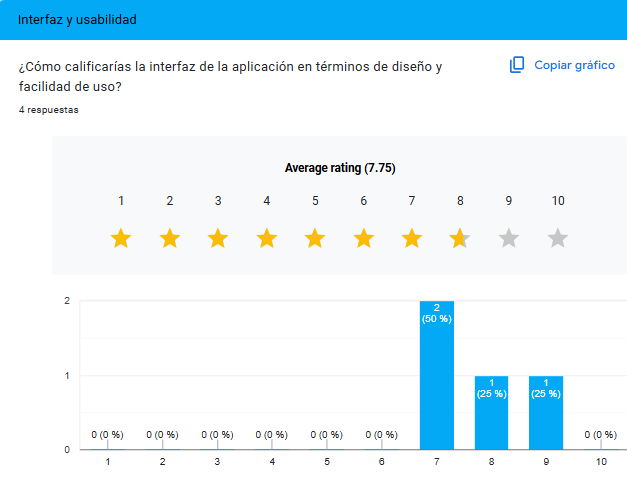 Interfaz y usabilidad
¿Cómo calificarías la interfaz de la aplicación en términos de diseño y
facilidad de uso?
Copiar gráfico
4 respuestas
Average rating (7.75)
1 2 3 4 5 6 7 8 9 10
2
1
0
0 (0 %) 0 (0 %) 0 (0 %) 0 (0 %) 0 (0 %) 0 (0 %) 2 (50 %) 1 (25 %) 1 (25 %) 0 (0 %)
1 2 3 4 5 6 7 8 9 10